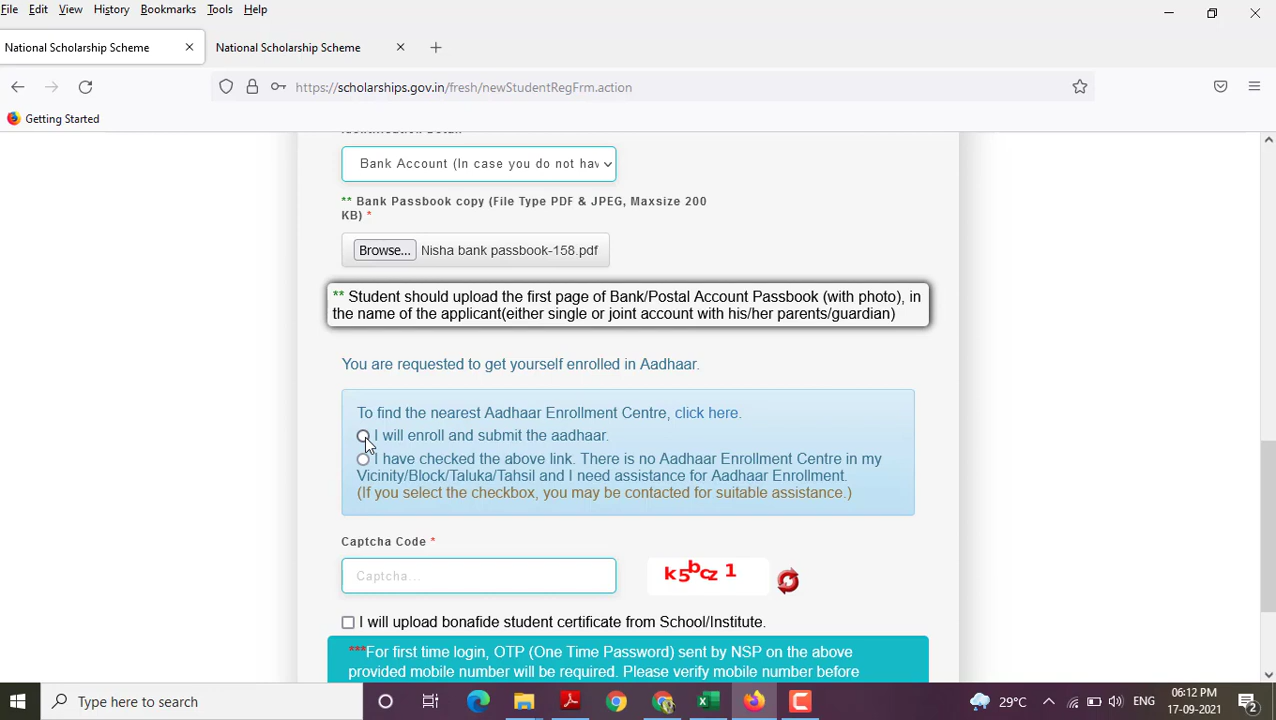 File Edit View History Bookmarks Tools Help
National Scholarship Scheme
National Scholarship Scheme
https://scholarships.gov.in/fresh/newStudentRegFrm.action
Getting Started
Identification Detail
Bank Account (In case you do not hav
** Bank Passbook copy (File Type PDF & JPEG, Maxsize 200
KB) *
Browse... Nisha bank passbook-158.pdf
** Student should upload the first page of Bank/Postal Account Passbook (with photo), in
the name of the applicant(either single or joint account with his/her parents/guardian)
You are requested to get yourself enrolled in Aadhaar.
To find the nearest Aadhaar Enrollment Centre, click here.
I will enroll and submit the aadhaar.
I have checked the above link. There is no Aadhaar Enrollment Centre in my
Vicinity/Block/Taluka/Tahsil and I need assistance for Aadhaar Enrollment.
(If you select the checkbox, you may be contacted for suitable assistance.)
Captcha Code *
Captcha... k5bcz1
I will upload bonafide student certificate from School/Institute.
***For first time login, OTP (One Time Password) sent by NSP on the above
provided mobile number will be required. Please verify mobile number before
Type here to search
29°C ENG 06:12 PM
17-09-2021
2